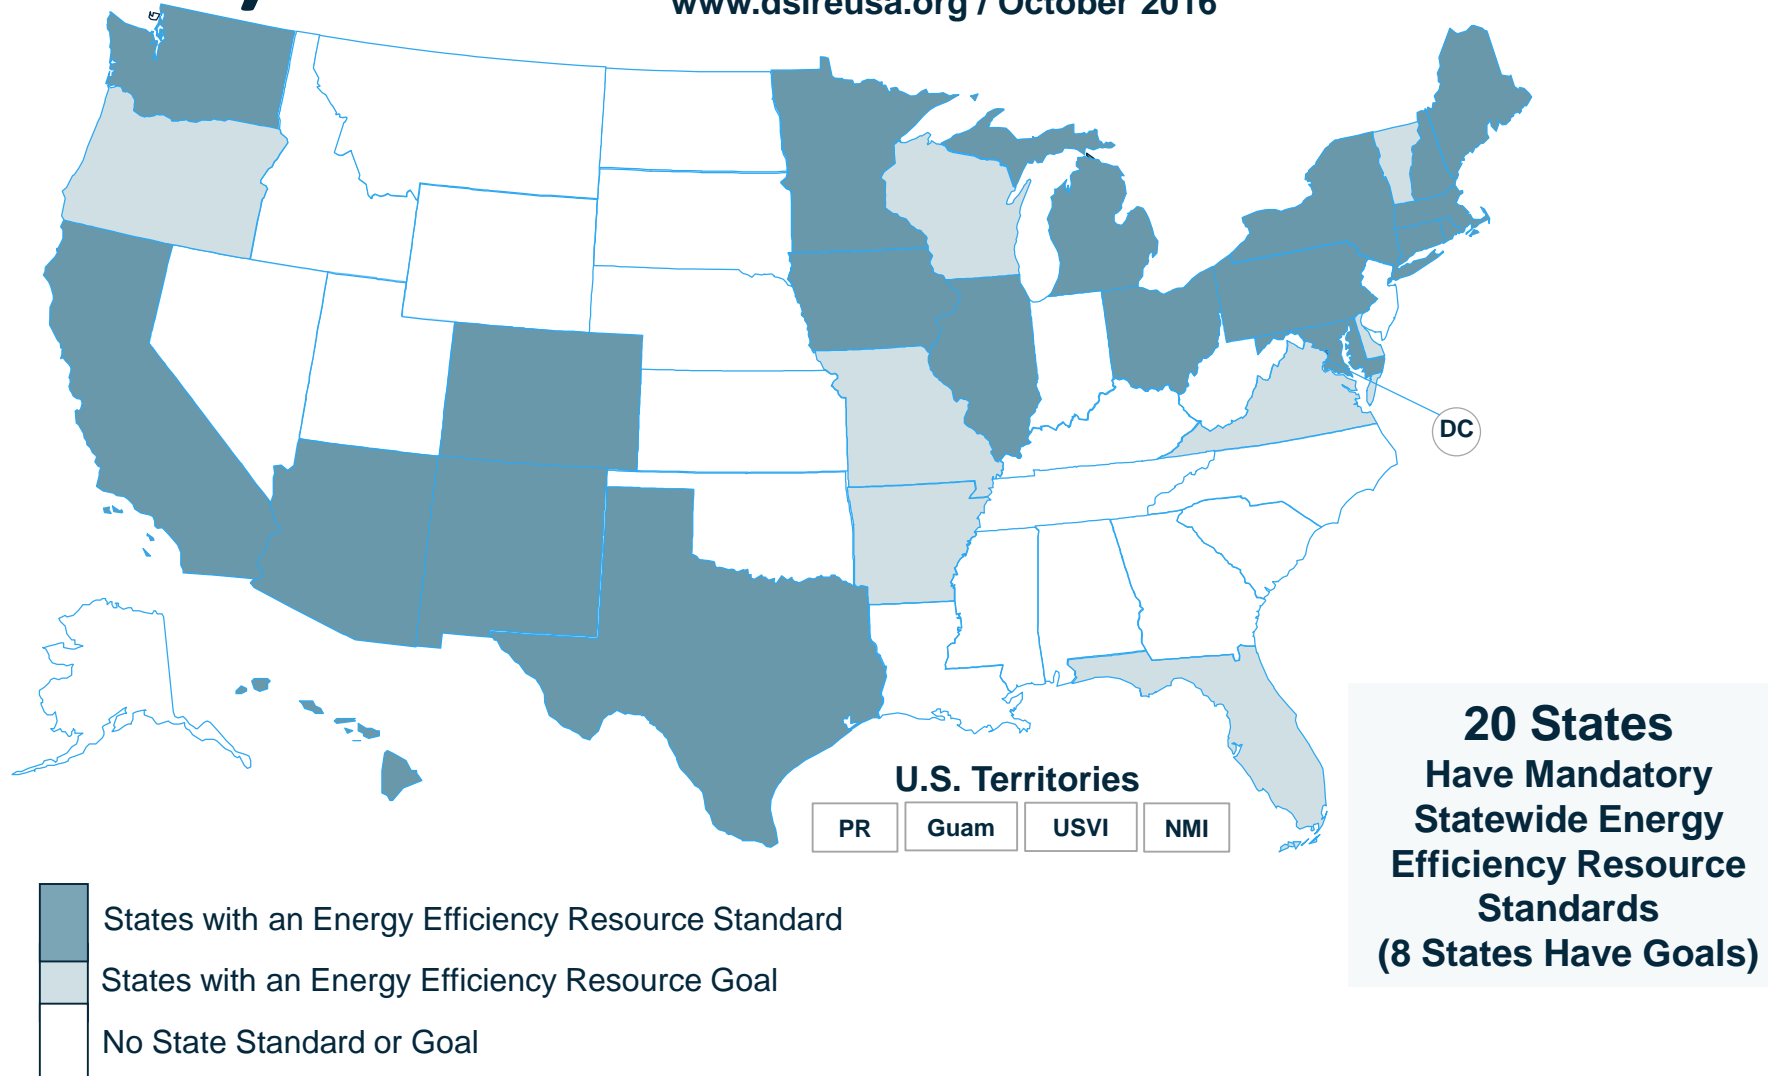 www.dsireusa.org / October 2016
DC
U.S. Territories
PR
Guam
USVI
NMI
20 States
Have Mandatory
Statewide Energy
Efficiency Resource
Standards
(8 States Have Goals)
States with an Energy Efficiency Resource Standard
States with an Energy Efficiency Resource Goal
No State Standard or Goal